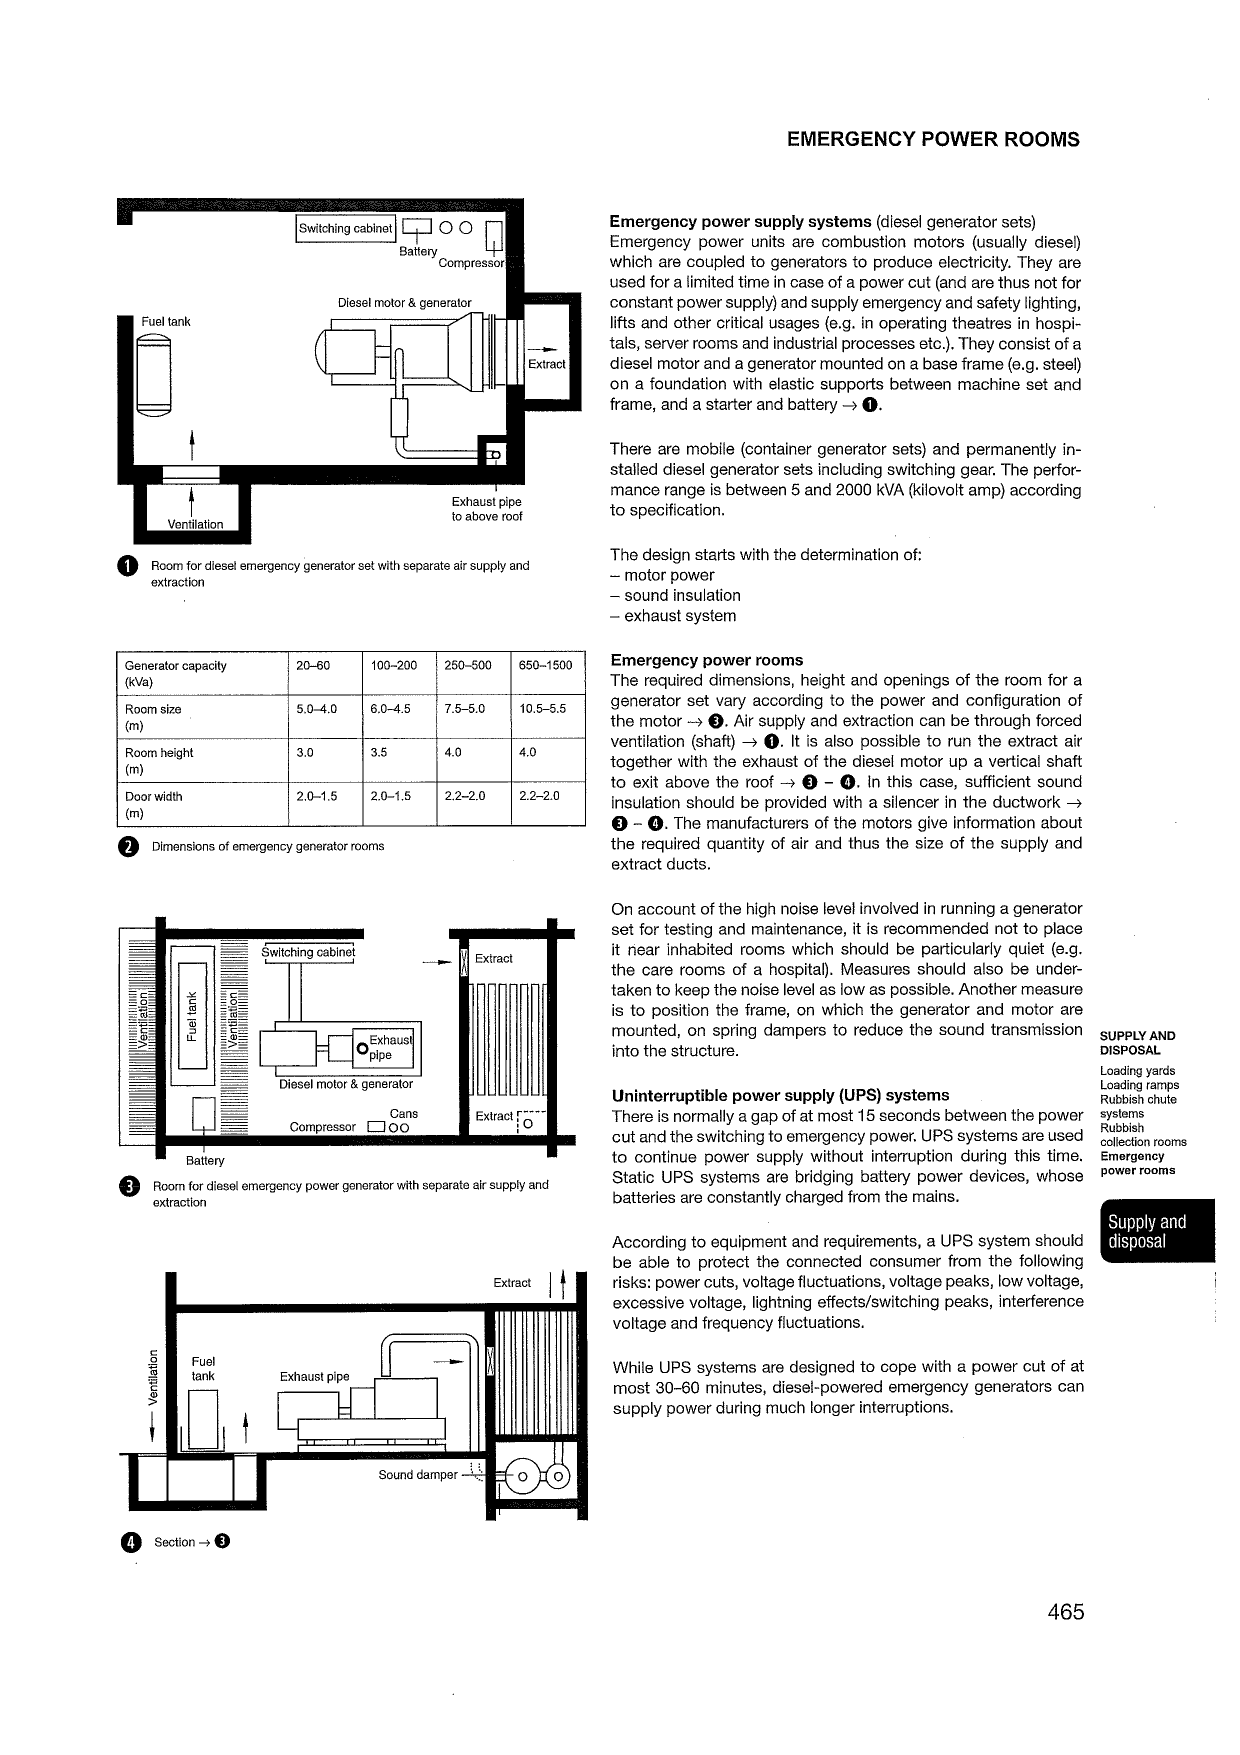 EMERGENCY POWER ROOMS
Switching cabinet
Battery
Compressor
Diesel motor & generator
Fuel tank
Extract
Exhaust pipe
to above roof
Ventilation
1 Room for diesel emergency generator set with separate air supply and
extraction
Generator capacity (kVa) 20–60 100–200 250–500 650–1500
Room size (m) 5.0–4.0 6.0–4.5 7.5–5.0 10.5–5.5
Room height (m) 3.0 3.5 4.0 4.0
Door width (m) 2.0–1.5 2.0–1.5 2.2–2.0 2.2–2.0
2 Dimensions of emergency generator rooms
Switching cabinet
Extract
Ventilation
Fuel tank
Ventilation
Exhaust
pipe
Diesel motor & generator
Cans
Compressor
Extract
Battery
3 Room for diesel emergency power generator with separate air supply and
extraction
Extract
Ventilation
Fuel
tank
Exhaust pipe
Sound damper
4 Section → 3
Emergency power supply systems (diesel generator sets)
Emergency power units are combustion motors (usually diesel)
which are coupled to generators to produce electricity. They are
used for a limited time in case of a power cut (and are thus not for
constant power supply) and supply emergency and safety lighting,
lifts and other critical usages (e.g. in operating theatres in hospi-
tals, server rooms and industrial processes etc.). They consist of a
diesel motor and a generator mounted on a base frame (e.g. steel)
on a foundation with elastic supports between machine set and
frame, and a starter and battery → 1.
There are mobile (container generator sets) and permanently in-
stalled diesel generator sets including switching gear. The perfor-
mance range is between 5 and 2000 kVA (kilovolt amp) according
to specification.
The design starts with the determination of:
– motor power
– sound insulation
– exhaust system
Emergency power rooms
The required dimensions, height and openings of the room for a
generator set vary according to the power and configuration of
the motor → 3. Air supply and extraction can be through forced
ventilation (shaft) → 1. It is also possible to run the extract air
together with the exhaust of the diesel motor up a vertical shaft
to exit above the roof → 3 – 4. In this case, sufficient sound
insulation should be provided with a silencer in the ductwork →
3 – 4. The manufacturers of the motors give information about
the required quantity of air and thus the size of the supply and
extract ducts.
On account of the high noise level involved in running a generator
set for testing and maintenance, it is recommended not to place
it near inhabited rooms which should be particularly quiet (e.g.
the care rooms of a hospital). Measures should also be under-
taken to keep the noise level as low as possible. Another measure
is to position the frame, on which the generator and motor are
mounted, on spring dampers to reduce the sound transmission
into the structure.
Uninterruptible power supply (UPS) systems
There is normally a gap of at most 15 seconds between the power
cut and the switching to emergency power. UPS systems are used
to continue power supply without interruption during this time.
Static UPS systems are bridging battery power devices, whose
batteries are constantly charged from the mains.
According to equipment and requirements, a UPS system should
be able to protect the connected consumer from the following
risks: power cuts, voltage fluctuations, voltage peaks, low voltage,
excessive voltage, lightning effects/switching peaks, interference
voltage and frequency fluctuations.
While UPS systems are designed to cope with a power cut of at
most 30–60 minutes, diesel-powered emergency generators can
supply power during much longer interruptions.
SUPPLY AND
DISPOSAL
Loading yards
Loading ramps
Rubbish chute
systems
Rubbish
collection rooms
Emergency
power rooms
Supply and
disposal
465